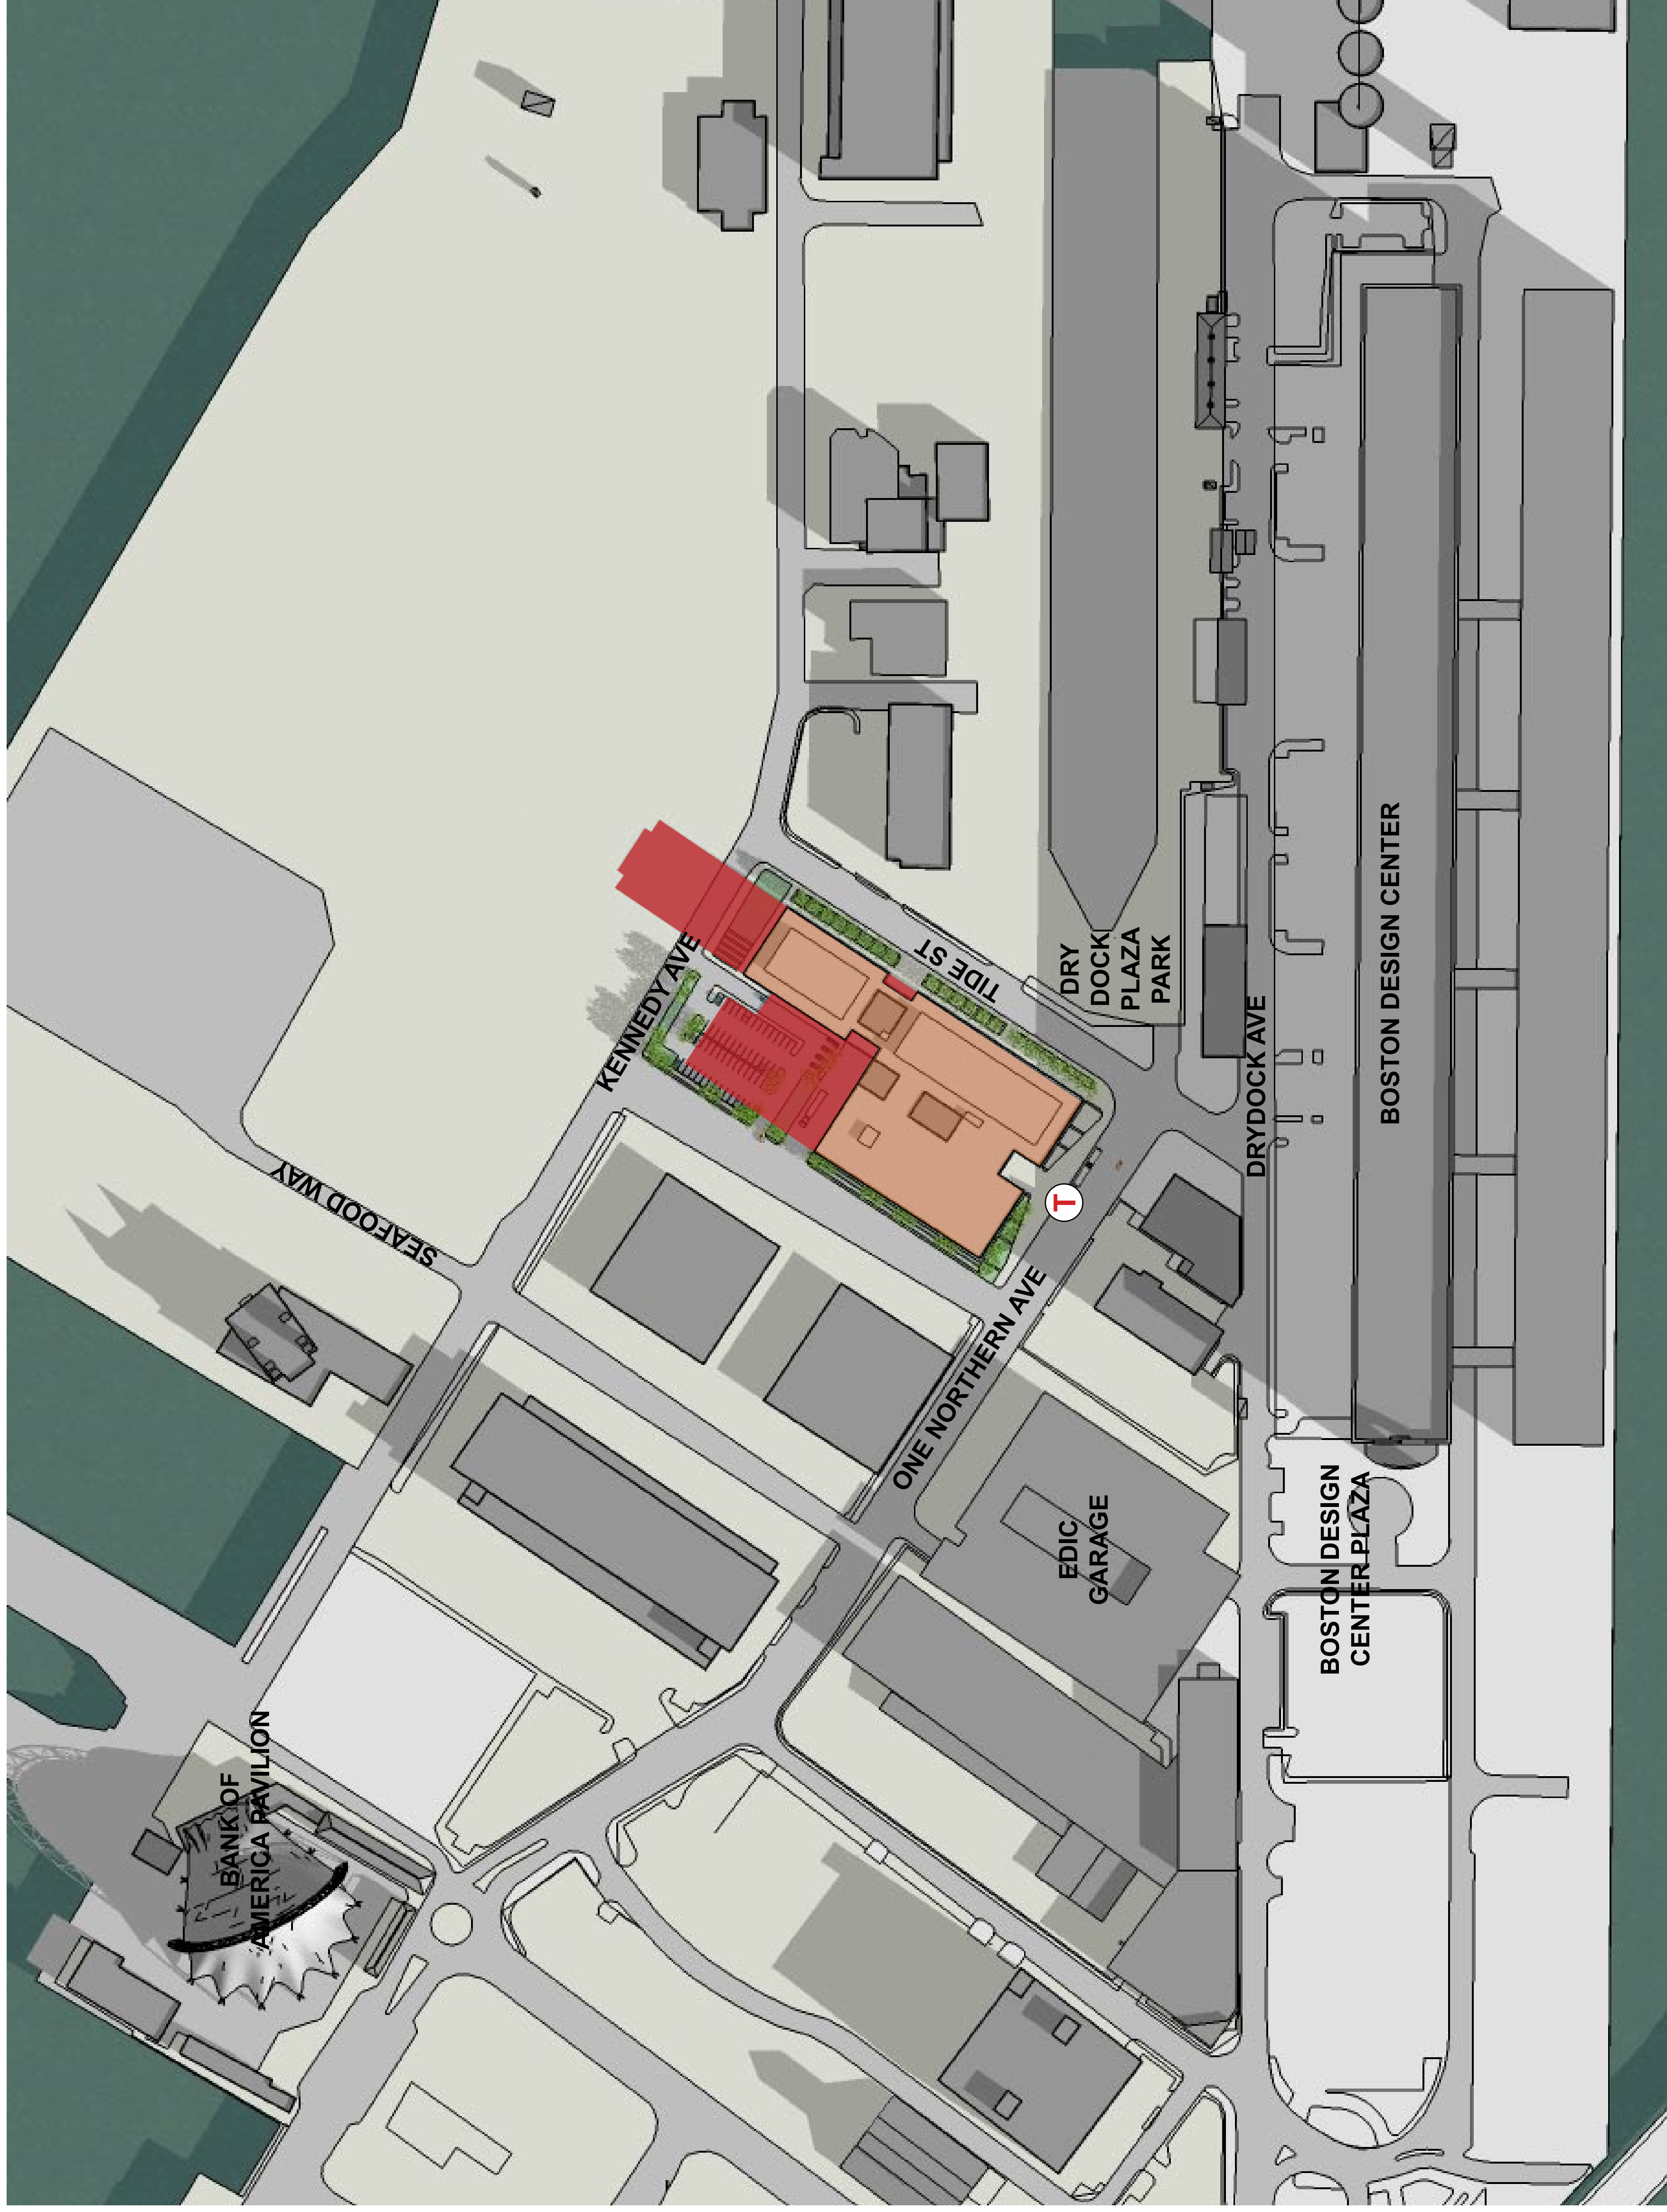 KENNEDY AVE
TIDE ST
DRY
DOCK
PLAZA
PARK
DRYDOCK AVE
BOSTON DESIGN CENTER
SEAFOOD WAY
T
ONE NORTHERN AVE
EDIC
GARAGE
BOSTON DESIGN
CENTER PLAZA
BANK OF
AMERICA PAVILION